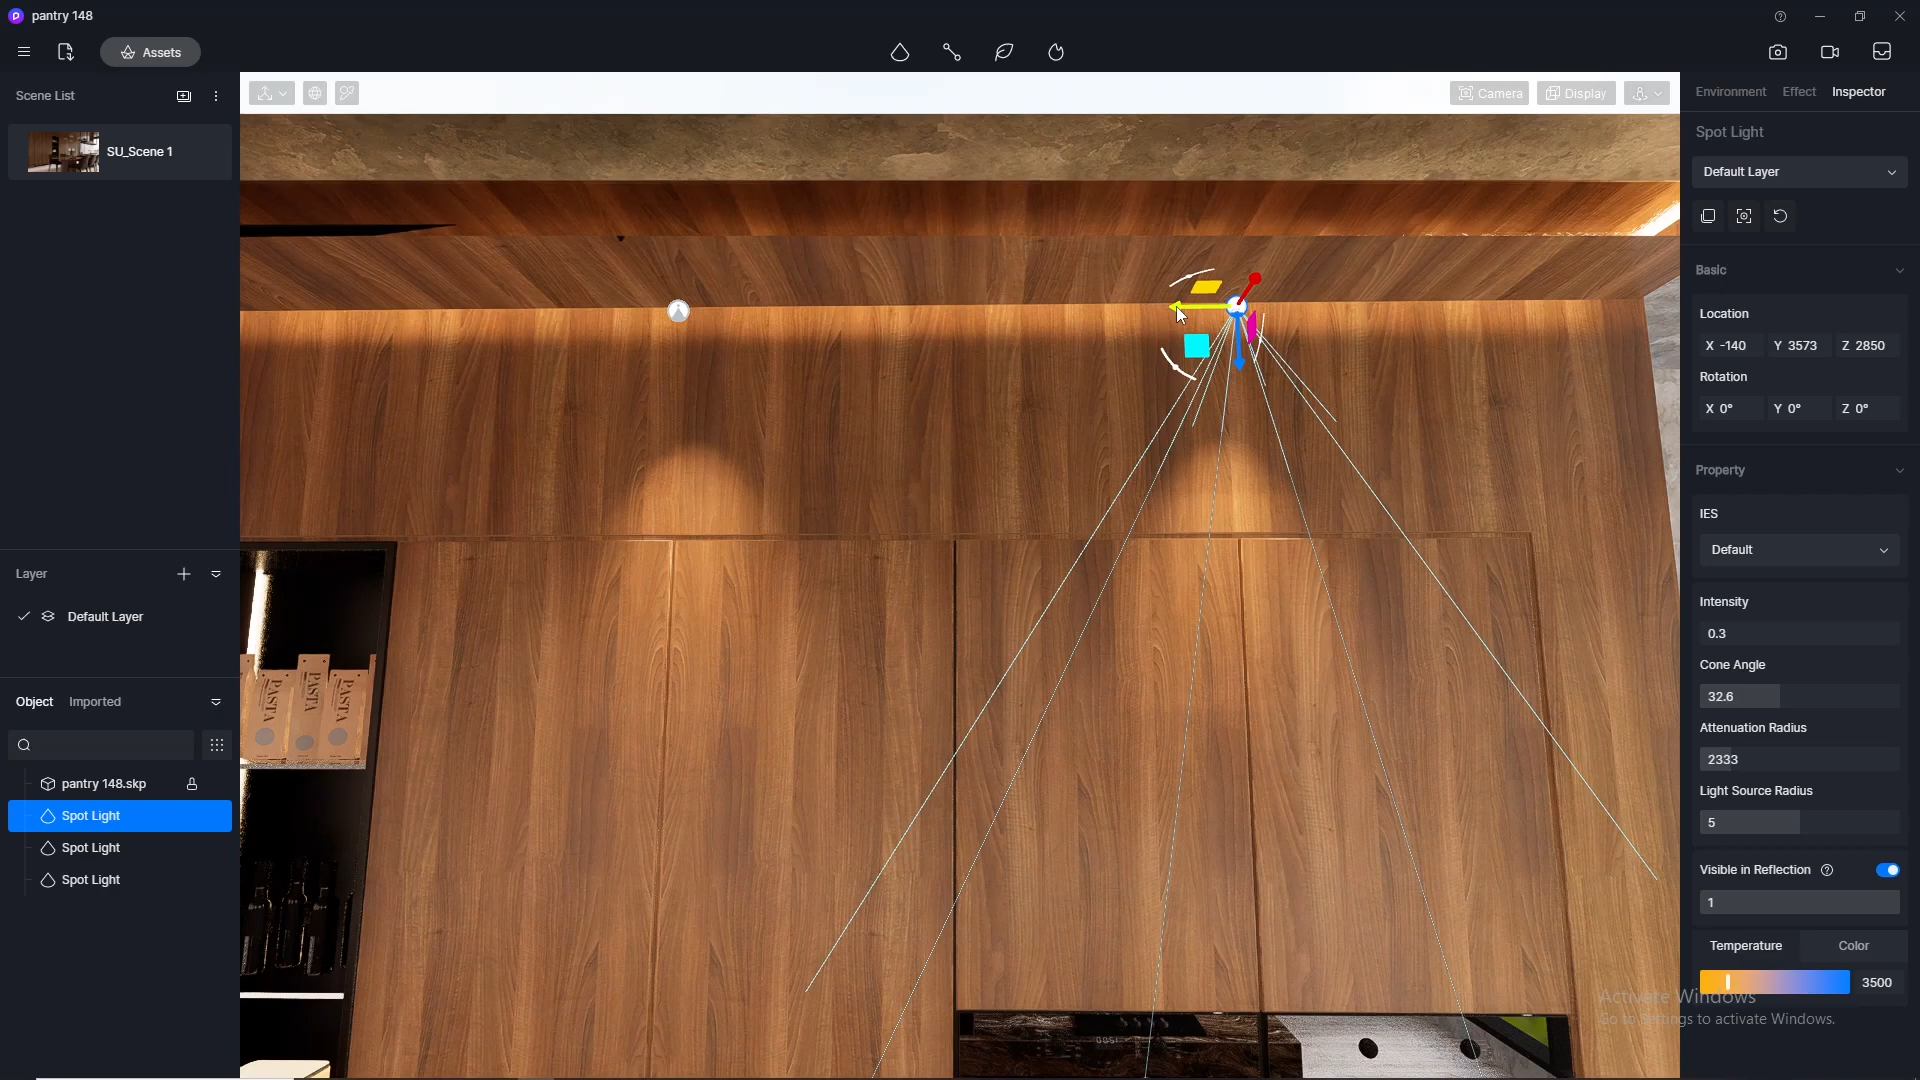 pantry 148
Assets
Scene List
SU_Scene 1
Camera
Display
Environment Effect Inspector
Spot Light
Default Layer
Basic
Location
X -140 Y 3573 Z 2850
Rotation
X 0° Y 0° Z 0°
Property
IES
Default
Intensity
0.3
Cone Angle
32.6
Attenuation Radius
2333
Light Source Radius
5
Visible in Reflection
1
Temperature Color
3500
Activate Windows
Go to Settings to activate Windows.
Layer
Default Layer
Object Imported
pantry 148.skp
Spot Light
Spot Light
Spot Light
PASTA
PASTA
PASTA